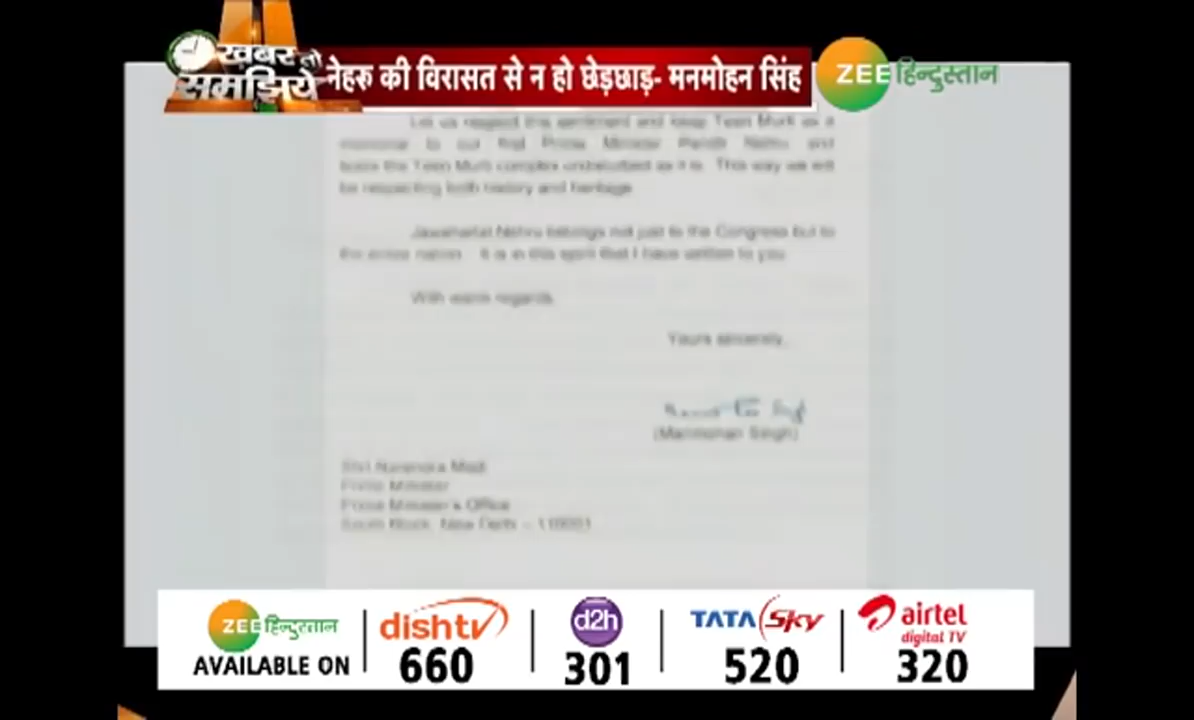 खबर तो
समझिये
नेहरू की विरासत से न हो छेड़छाड़- मनमोहन सिंह
ZEE हिन्दुस्तान
Let us respect this sentiment and keep Teen Murti as a
memorial to our first Prime Minister Pandit Nehru and
leave the Teen Murti complex undisturbed as it is. This way we will
be respecting both history and heritage.
Jawaharlal Nehru belongs not just to the Congress but to
the entire nation. It is in this spirit that I have written to you.
With warm regards,
Yours sincerely,
(Manmohan Singh)
Shri Narendra Modi
Prime Minister
Prime Minister's Office
South Block, New Delhi - 110001
ZEE हिन्दुस्तान
AVAILABLE ON
dishtv
660
d2h
301
TATA Sky
520
airtel
digital TV
320